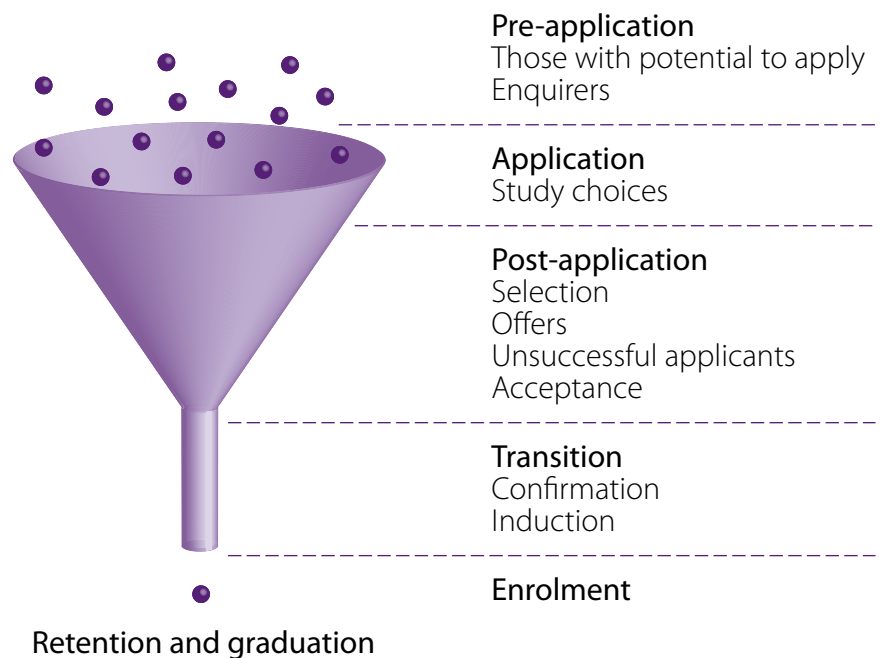 Pre-application
Those with potential to apply
Enquirers
Application
Study choices
Post-application
Selection
Offers
Unsuccessful applicants
Acceptance
Transition
Confirmation
Induction
Enrolment
Retention and graduation